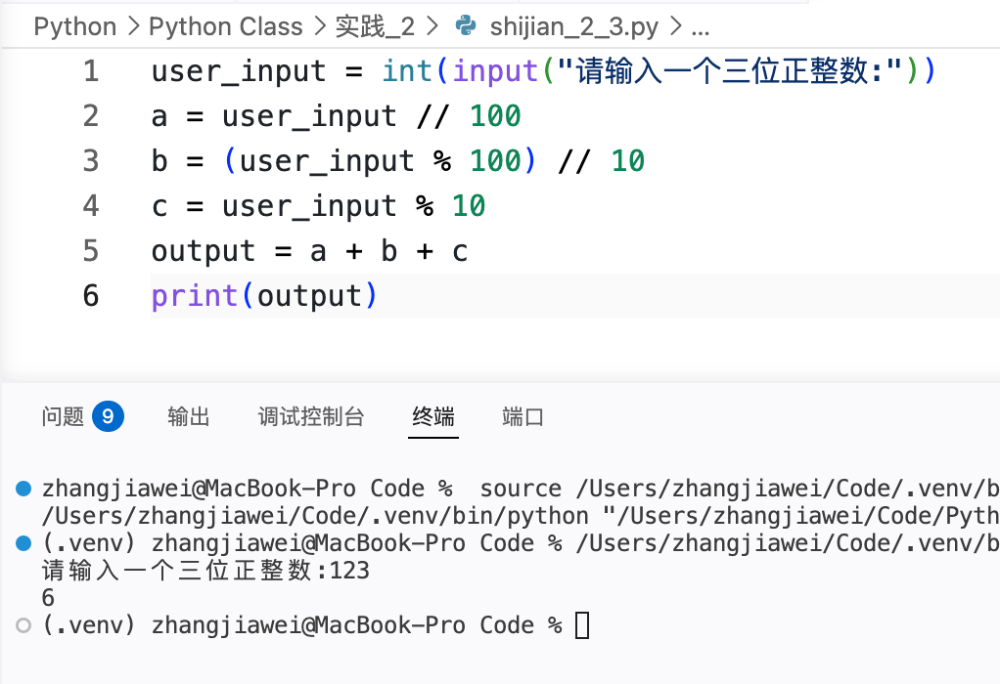 Python > Python Class > 实践_2 > shijian_2_3.py > ...
1 user_input = int(input("请输入一个三位正整数:"))
2 a = user_input // 100
3 b = (user_input % 100) // 10
4 c = user_input % 10
5 output = a + b + c
6 print(output)
问题 9 输出 调试控制台 终端 端口
zhangjiawei@MacBook-Pro Code % source /Users/zhangjiawei/Code/.venv/b
/Users/zhangjiawei/Code/.venv/bin/python "/Users/zhangjiawei/Code/Pyth
(.venv) zhangjiawei@MacBook-Pro Code % /Users/zhangjiawei/Code/.venv/b
请输入一个三位正整数:123
6
(.venv) zhangjiawei@MacBook-Pro Code %